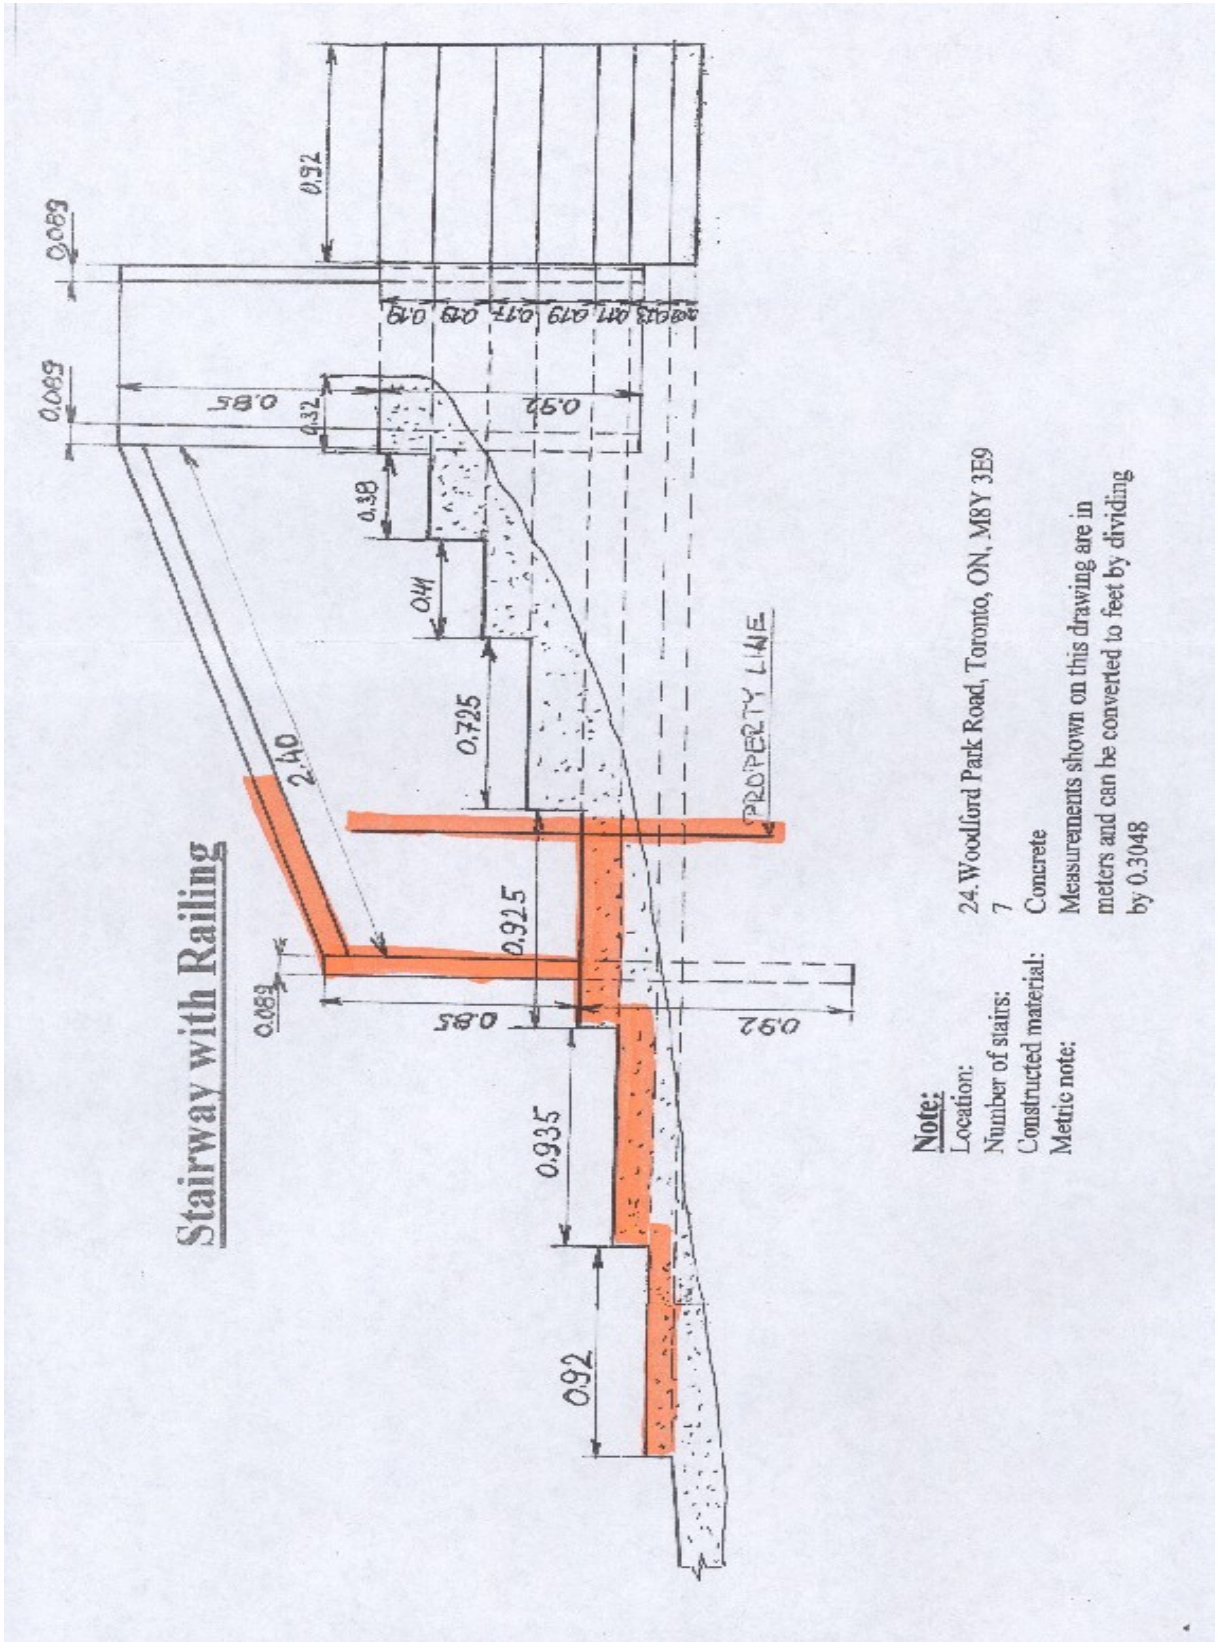 Stairway with Railing
0.089
0.089
0.92
0.85
0.32
0.92
0.38
0.41
0.725
2.40
0.089
0.85
0.925
0.92
0.935
0.92
0.19
0.19
0.17
0.19
0.11
PROPERTY LINE
Note:
Location: 24 Woodford Park Road, Toronto, ON, M8Y 3E9
Number of stairs: 7
Constructed material: Concrete
Metric note: Measurements shown on this drawing are in
meters and can be converted to feet by dividing
by 0.3048